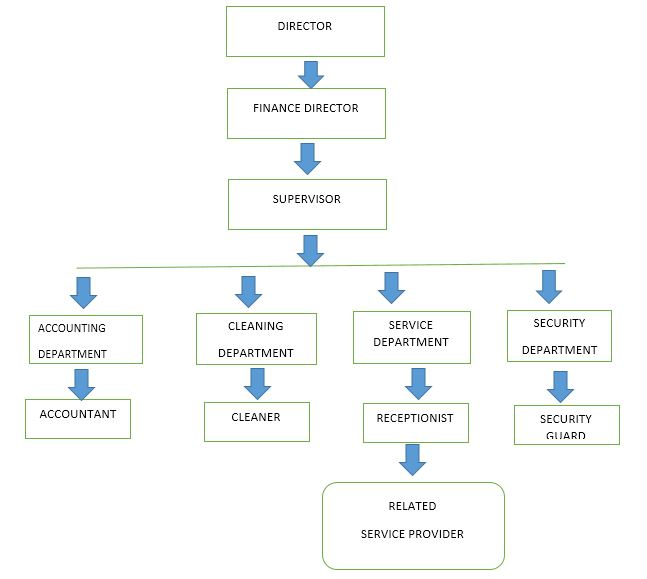 DIRECTOR
FINANCE DIRECTOR
SUPERVISOR
ACCOUNTING
DEPARTMENT
CLEANING
DEPARTMENT
SERVICE
DEPARTMENT
SECURITY
DEPARTMENT
ACCOUNTANT
CLEANER
RECEPTIONIST
SECURITY
GUARD
RELATED
SERVICE PROVIDER